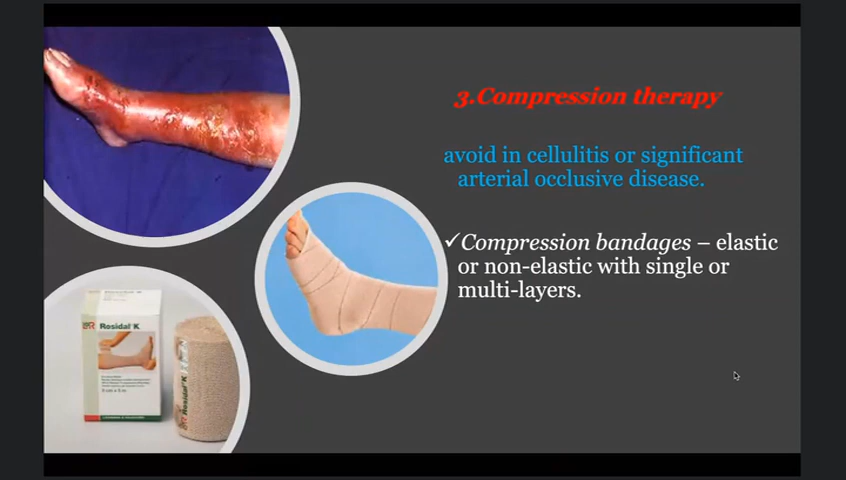 3.Compression therapy
avoid in cellulitis or significant
arterial occlusive disease.
✓Compression bandages – elastic
or non-elastic with single or
multi-layers.
Rosidal K
Rosidal K